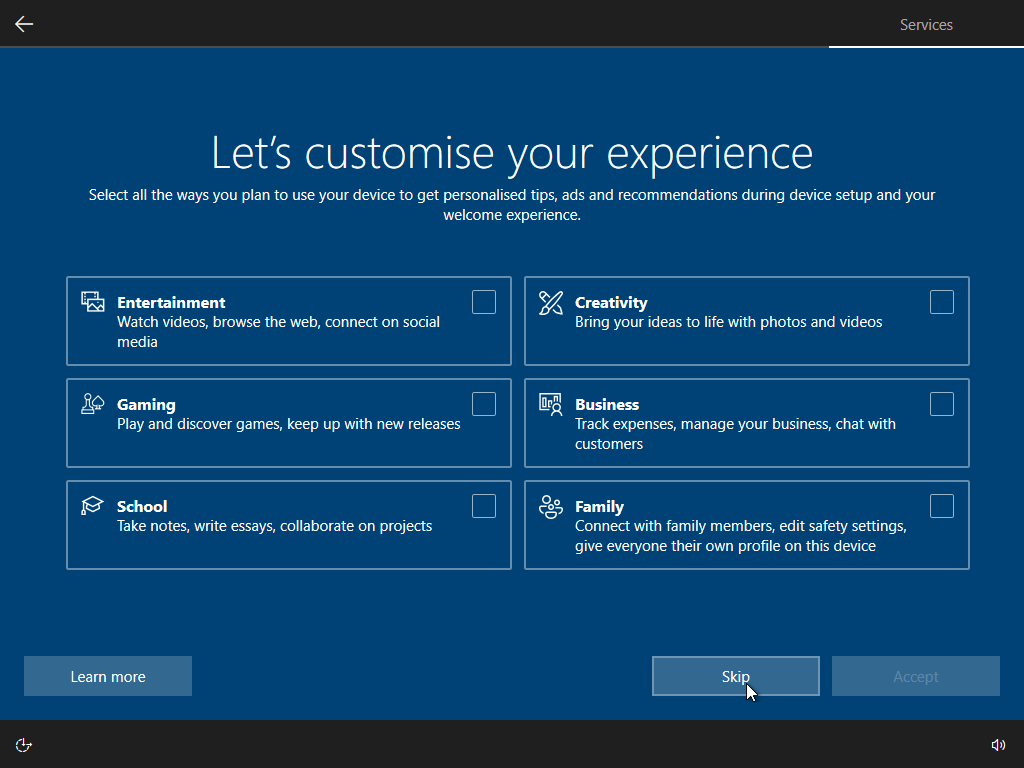 Services
Let's customise your experience
Select all the ways you plan to use your device to get personalised tips, ads and recommendations during device setup and your
welcome experience.
Entertainment
Watch videos, browse the web, connect on social
media
Creativity
Bring your ideas to life with photos and videos
Gaming
Play and discover games, keep up with new releases
Business
Track expenses, manage your business, chat with
customers
School
Take notes, write essays, collaborate on projects
Family
Connect with family members, edit safety settings,
give everyone their own profile on this device
Learn more
Skip
Accept